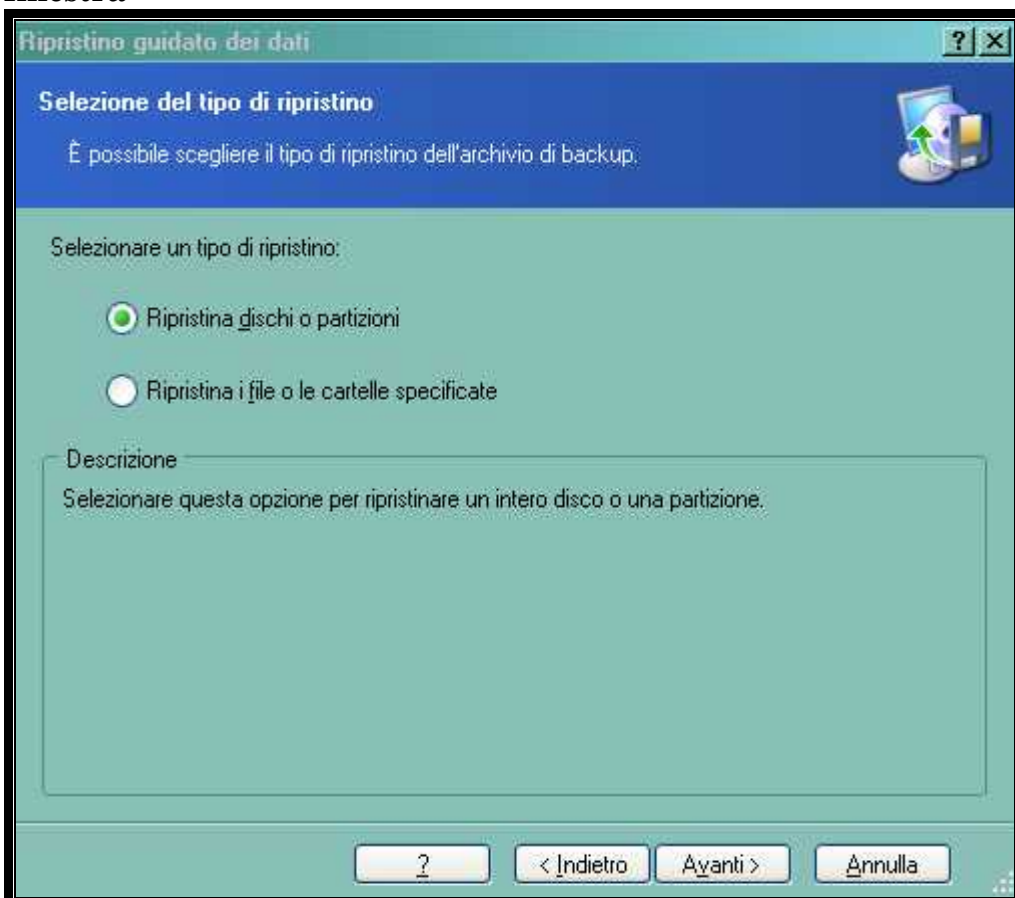 Ripristino guidato dei dati
? ×
Selezione del tipo di ripristino
È possibile scegliere il tipo di ripristino dell'archivio di backup.
Selezionare un tipo di ripristino:
Ripristina dischi o partizioni
Ripristina i file o le cartelle specificate
Descrizione
Selezionare questa opzione per ripristinare un intero disco o una partizione.
? < Indietro Avanti > Annulla